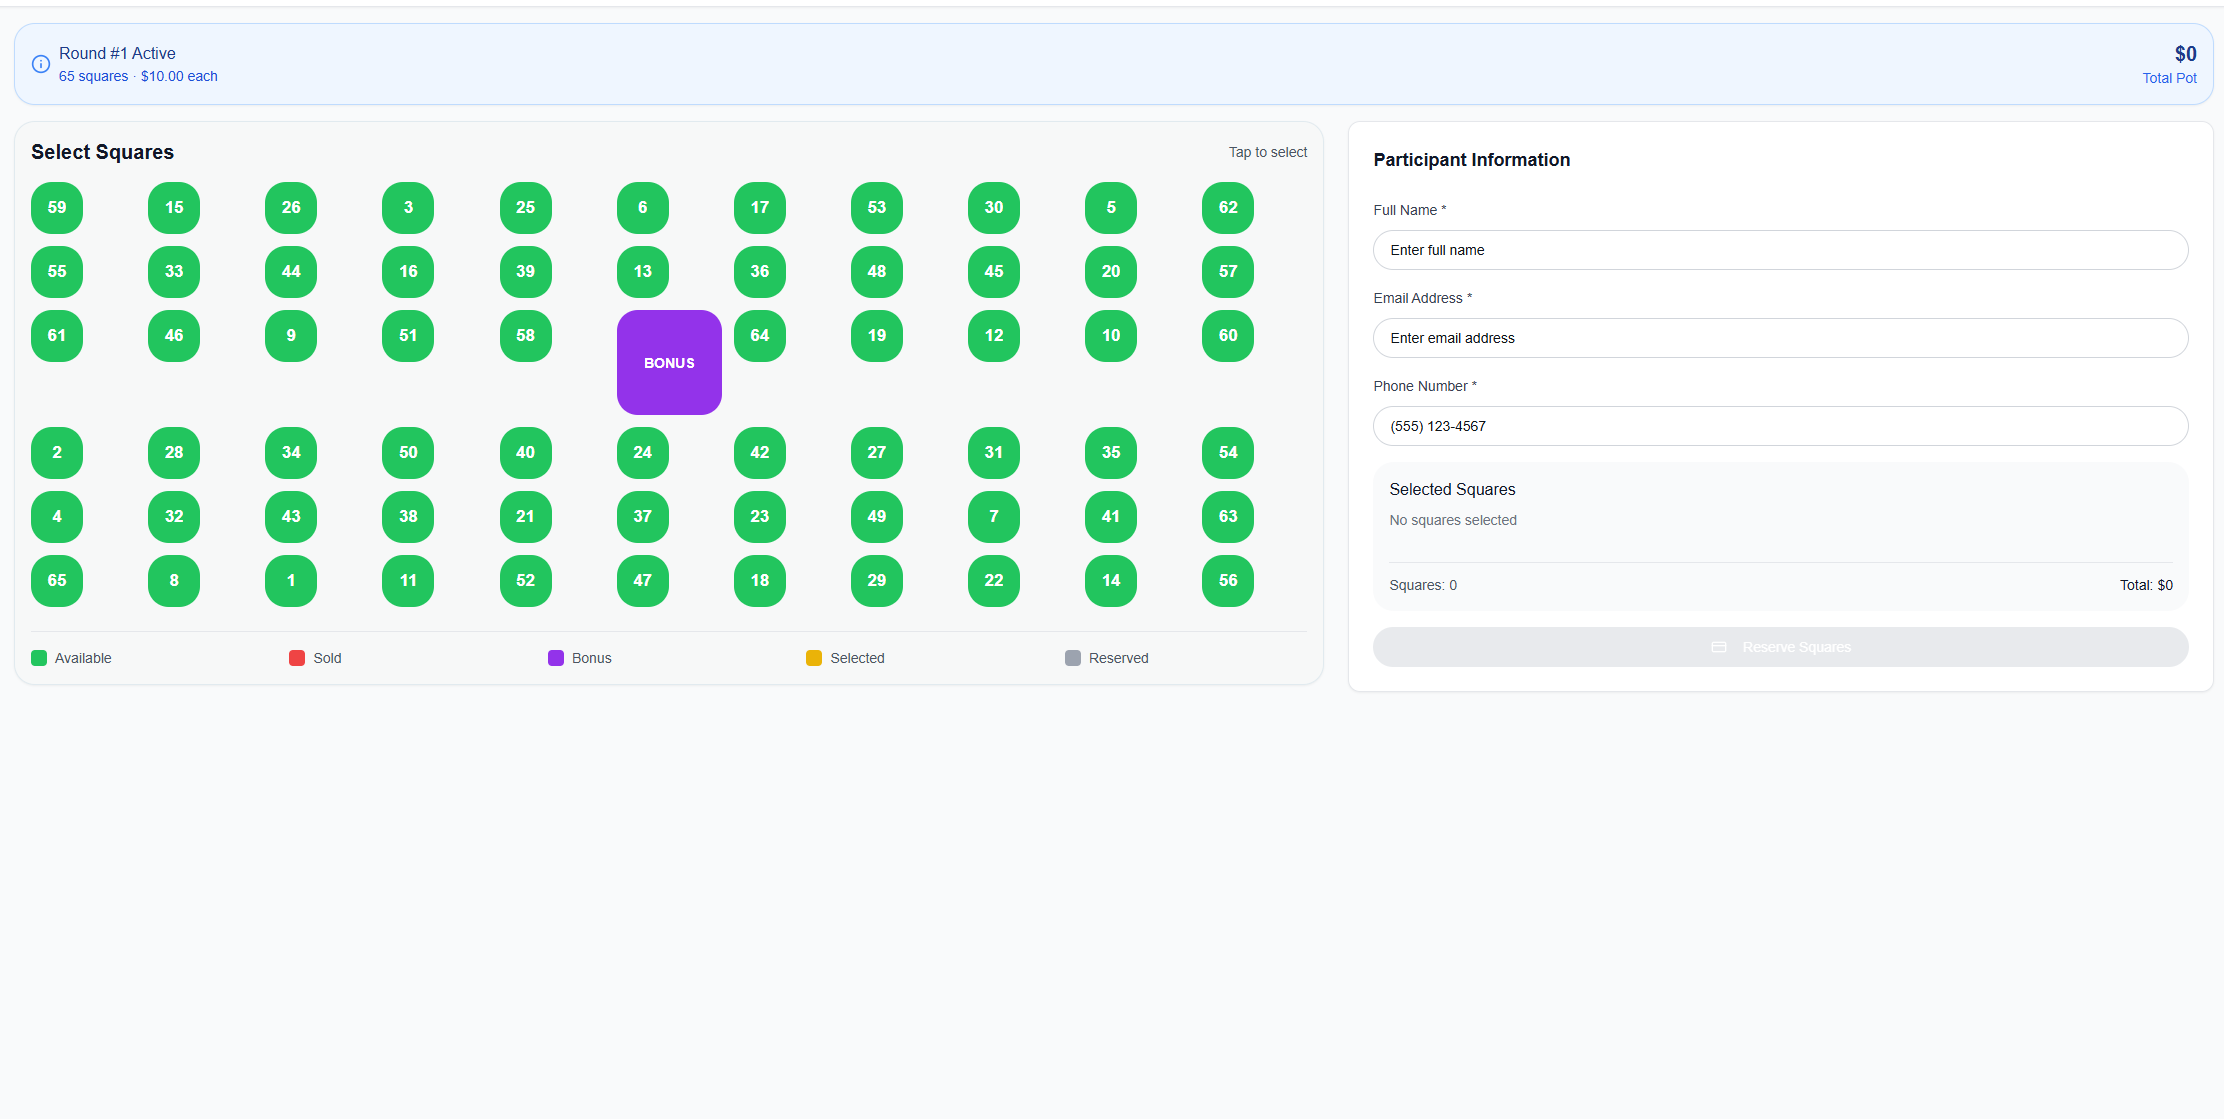 Round #1 Active
65 squares · $10.00 each
$0
Total Pot
Select Squares
Tap to select
59 15 26 3 25 6 17 53 30 5 62
55 33 44 16 39 13 36 48 45 20 57
61 46 9 51 58 BONUS 64 19 12 10 60
2 28 34 50 40 24 42 27 31 35 54
4 32 43 38 21 37 23 49 7 41 63
65 8 1 11 52 47 18 29 22 14 56
Available Sold Bonus Selected Reserved
Participant Information
Full Name *
Enter full name
Email Address *
Enter email address
Phone Number *
(555) 123-4567
Selected Squares
No squares selected
Squares: 0 Total: $0
Reserve Squares